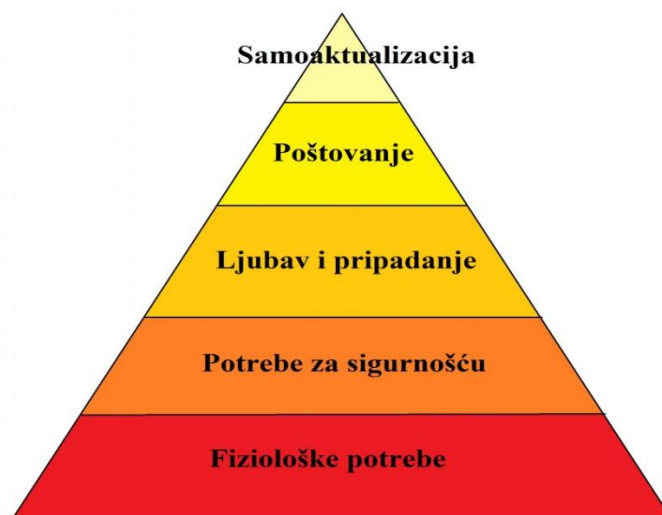 Samoaktualizacija
Poštovanje
Ljubav i pripadanje
Potrebe za sigurnošću
Fiziološke potrebe